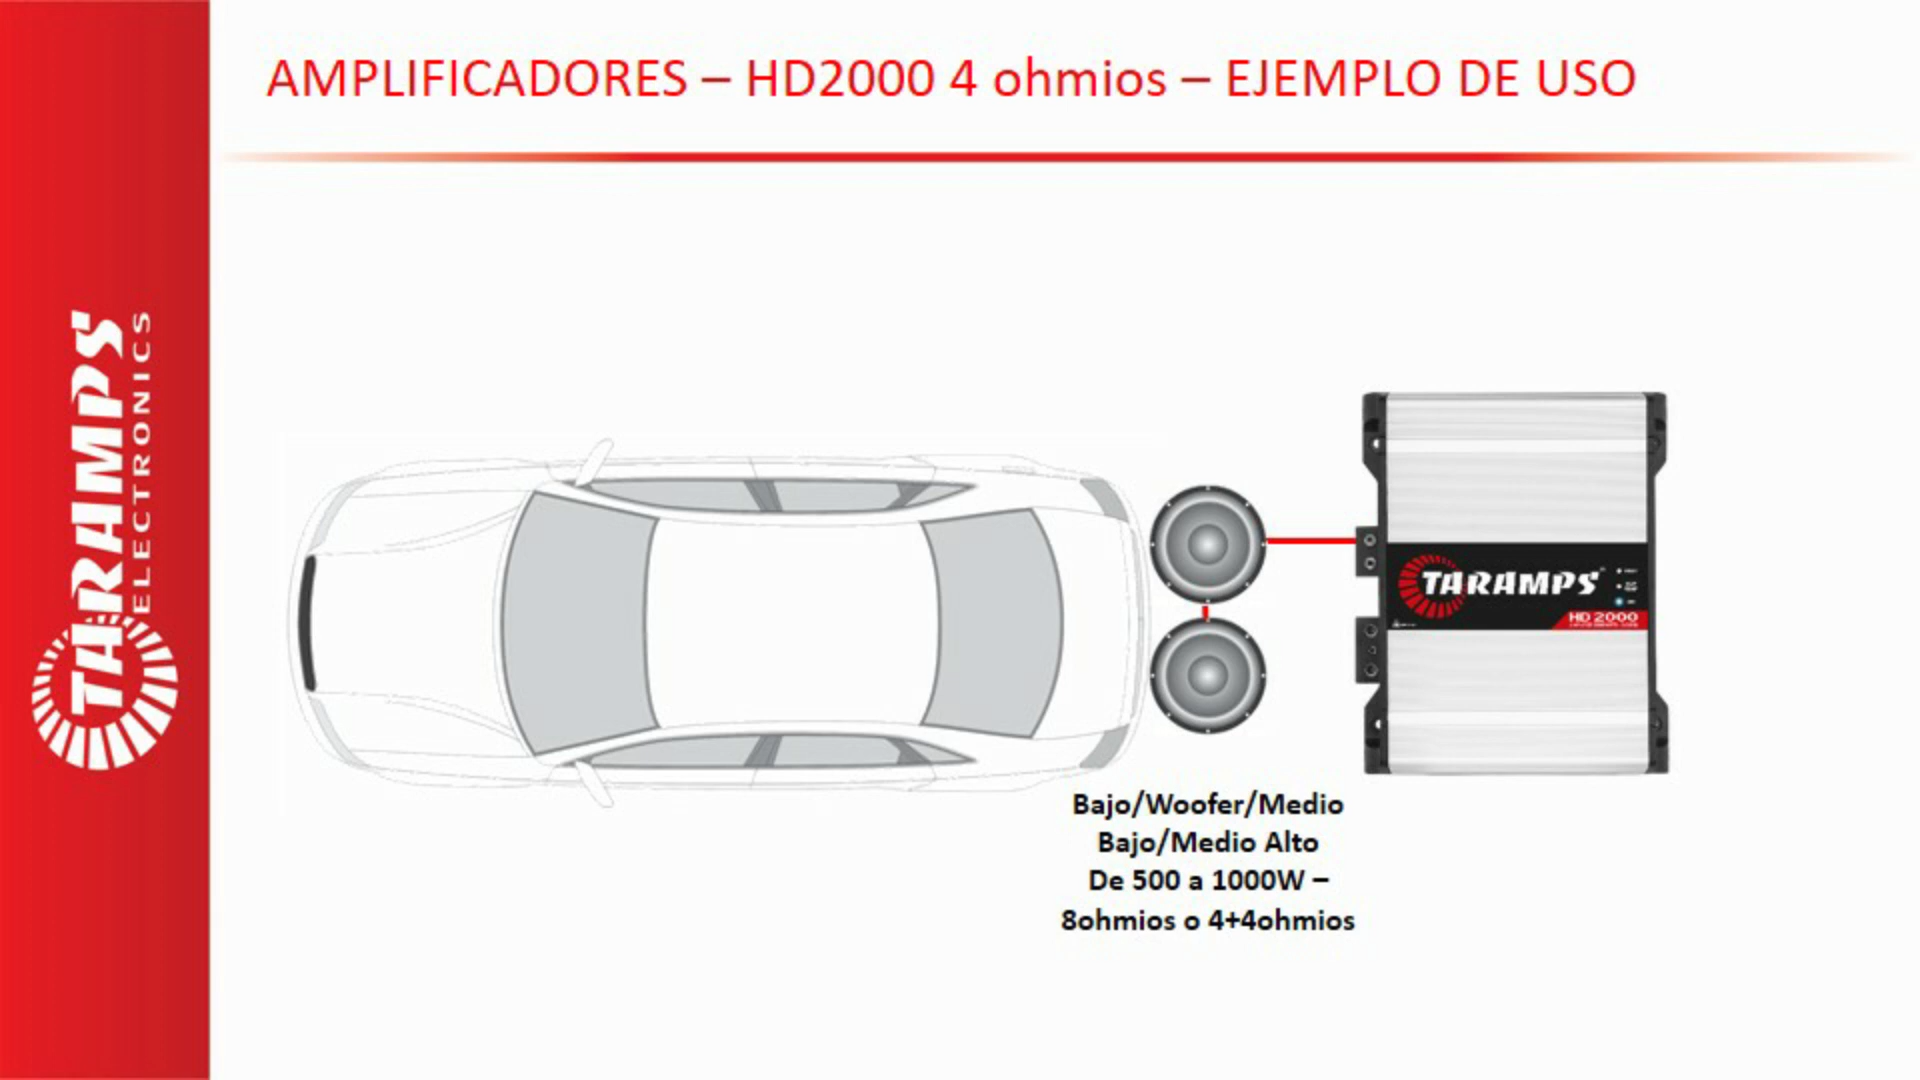 AMPLIFICADORES – HD2000 4 ohmios – EJEMPLO DE USO
TARAMPS
ELECTRONICS
TARAMPS
HD 2000
Bajo/Woofer/Medio
Bajo/Medio Alto
De 500 a 1000W –
8ohmios o 4+4ohmios